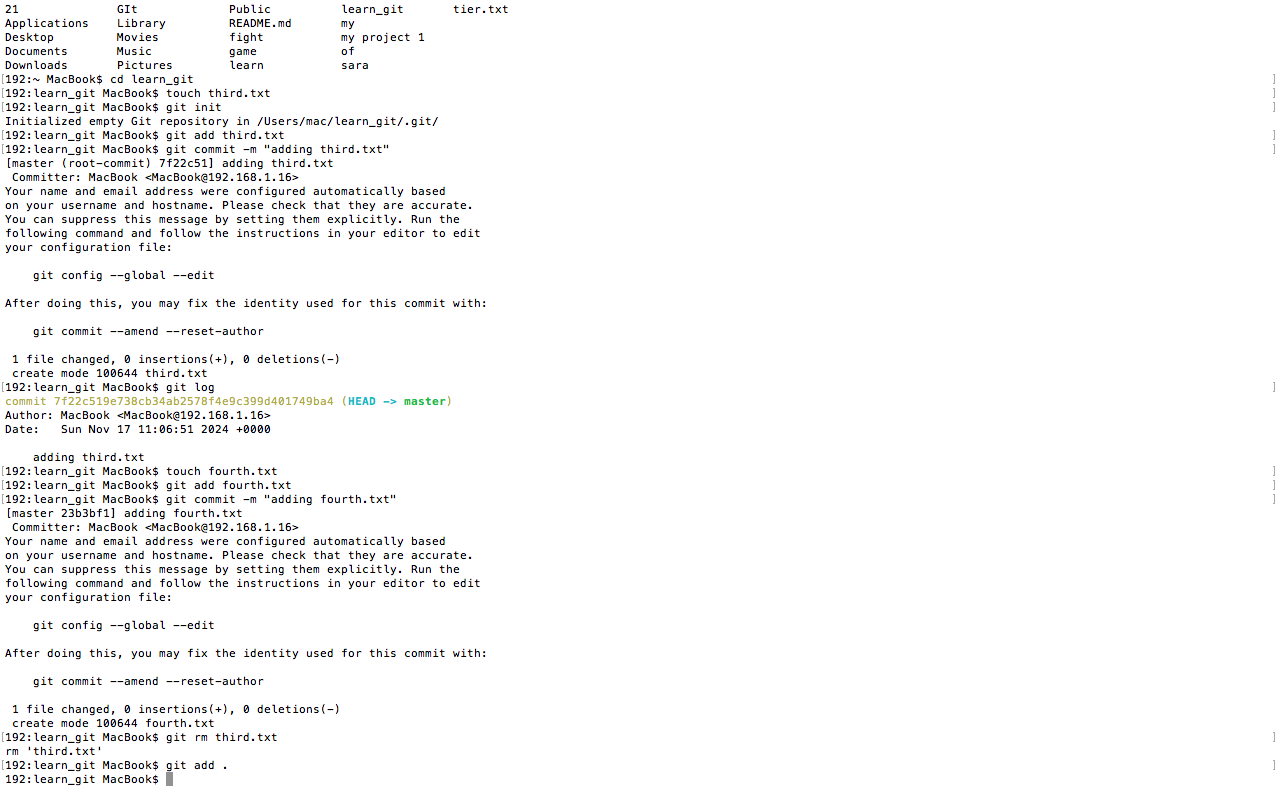 21              GIt             Public          learn_git       tier.txt
Applications    Library         README.md       my
Desktop         Movies          fight           my project 1
Documents       Music           game            of
Downloads       Pictures        learn           sara
[192:~ MacBook$ cd learn_git ]
[192:learn_git MacBook$ touch third.txt ]
[192:learn_git MacBook$ git init ]
Initialized empty Git repository in /Users/mac/learn_git/.git/
[192:learn_git MacBook$ git add third.txt ]
[192:learn_git MacBook$ git commit -m "adding third.txt" ]
[master (root-commit) 7f22c51] adding third.txt
 Committer: MacBook <MacBook@192.168.1.16>
Your name and email address were configured automatically based
on your username and hostname. Please check that they are accurate.
You can suppress this message by setting them explicitly. Run the
following command and follow the instructions in your editor to edit
your configuration file:

    git config --global --edit

After doing this, you may fix the identity used for this commit with:

    git commit --amend --reset-author

 1 file changed, 0 insertions(+), 0 deletions(-)
 create mode 100644 third.txt
[192:learn_git MacBook$ git log ]
commit 7f22c519e738cb34ab2578f4e9c399d401749ba4 (HEAD -> master)
Author: MacBook <MacBook@192.168.1.16>
Date:   Sun Nov 17 11:06:51 2024 +0000

    adding third.txt
[192:learn_git MacBook$ touch fourth.txt ]
[192:learn_git MacBook$ git add fourth.txt ]
[192:learn_git MacBook$ git commit -m "adding fourth.txt" ]
[master 23b3bf1] adding fourth.txt
 Committer: MacBook <MacBook@192.168.1.16>
Your name and email address were configured automatically based
on your username and hostname. Please check that they are accurate.
You can suppress this message by setting them explicitly. Run the
following command and follow the instructions in your editor to edit
your configuration file:

    git config --global --edit

After doing this, you may fix the identity used for this commit with:

    git commit --amend --reset-author

 1 file changed, 0 insertions(+), 0 deletions(-)
 create mode 100644 fourth.txt
[192:learn_git MacBook$ git rm third.txt ]
rm 'third.txt'
[192:learn_git MacBook$ git add . ]
192:learn_git MacBook$